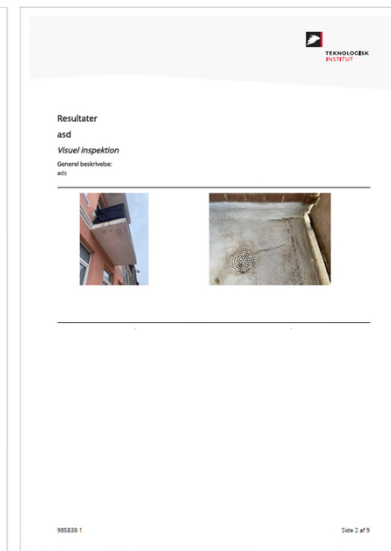 TEKNOLOGISK
INSTITUT
Resultater
asd
Visuel inspektion
Generel beskrivelse:
ads
985838-1
Side 2 af 9